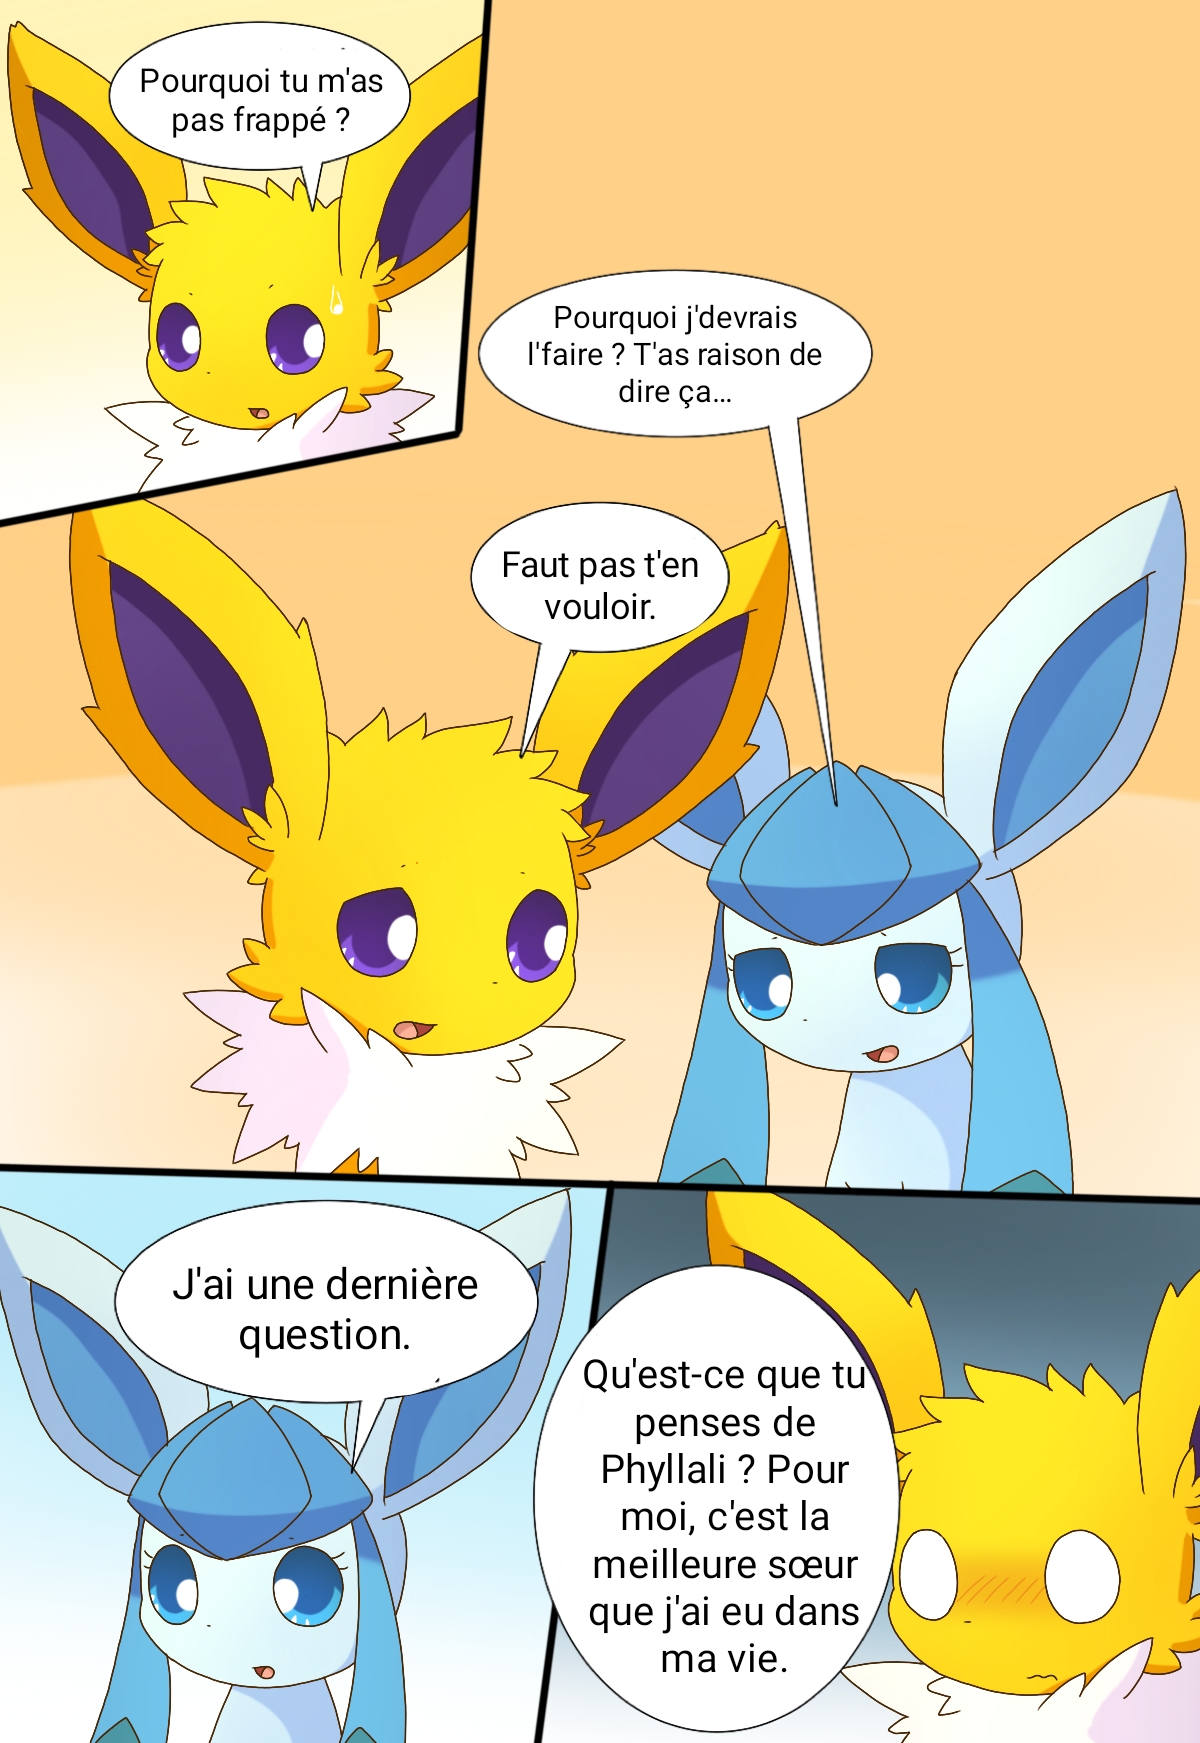 Pourquoi tu m'as
pas frappé ?
Pourquoi j'devrais
l'faire ? T'as raison de
dire ça...
Faut pas t'en
vouloir.
J'ai une dernière
question.
Qu'est-ce que tu
penses de
Phyllali ? Pour
moi, c'est la
meilleure sœur
que j'ai eu dans
ma vie.